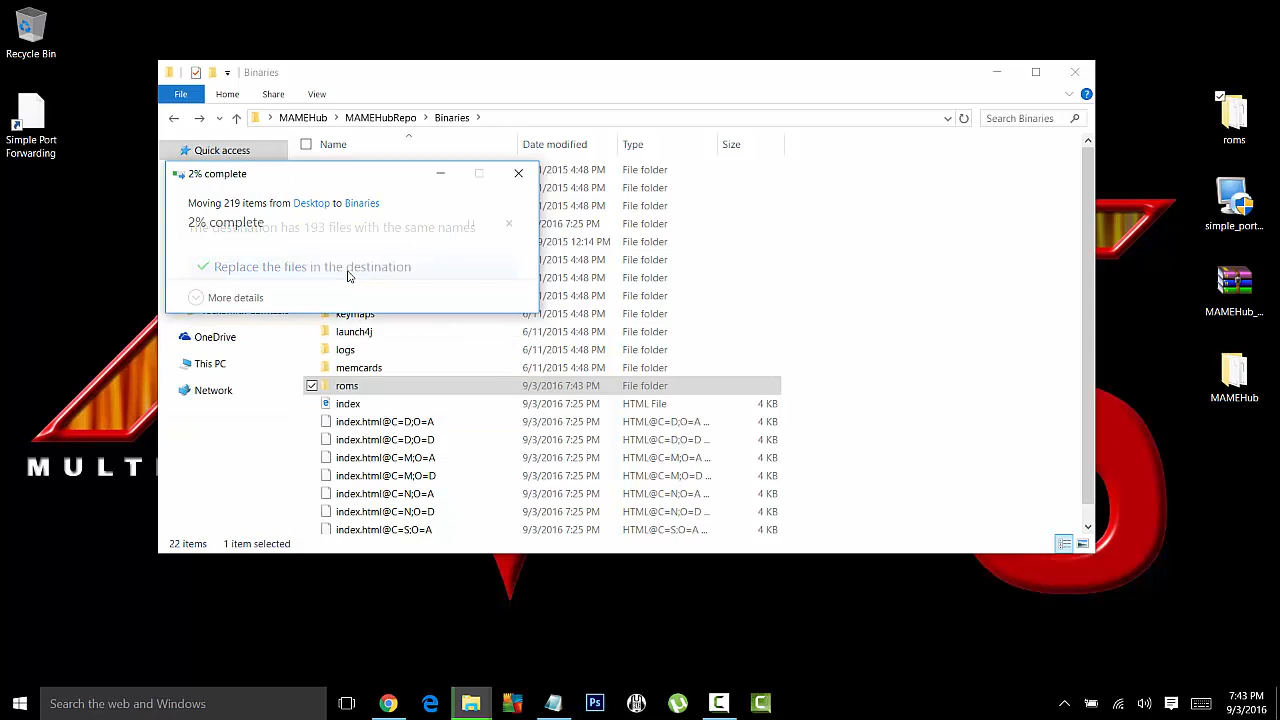 Recycle Bin
Simple Port
Forwarding
Binaries
File
Home
Share
View
MAMEHub
MAMEHubRepo
Binaries
Search Binaries
Quick access
OneDrive
This PC
Network
Name
Date modified
Type
Size
/1/2015 4:48 PM
File folder
/1/2015 4:48 PM
File folder
/1/2015 4:48 PM
File folder
/3/2016 7:25 PM
File folder
/9/2015 12:14 PM
File folder
/1/2015 4:48 PM
File folder
/1/2015 4:48 PM
File folder
/1/2015 4:48 PM
File folder
keymaps
6/11/2015 4:48 PM
File folder
launch4j
6/11/2015 4:48 PM
File folder
logs
6/11/2015 4:48 PM
File folder
memcards
6/11/2015 4:48 PM
File folder
roms
9/3/2016 7:43 PM
File folder
index
9/3/2016 7:25 PM
HTML File
4 KB
index.html@C=D;O=A
9/3/2016 7:25 PM
HTML@C=D;O=A ...
4 KB
index.html@C=D;O=D
9/3/2016 7:25 PM
HTML@C=D;O=D ...
4 KB
index.html@C=M;O=A
9/3/2016 7:25 PM
HTML@C=M;O=A ...
4 KB
index.html@C=M;O=D
9/3/2016 7:25 PM
HTML@C=M;O=D ...
4 KB
index.html@C=N;O=A
9/3/2016 7:25 PM
HTML@C=N;O=A ...
4 KB
index.html@C=N;O=D
9/3/2016 7:25 PM
HTML@C=N;O=D ...
4 KB
index.html@C=S;O=A
9/3/2016 7:25 PM
HTML@C=S;O=A ...
4 KB
22 items
1 item selected
2% complete
Moving 219 items from Desktop to Binaries
2% complete
The destination has 193 files with the same names
Replace the files in the destination
More details
MULT
roms
simple_port...
MAMEHub_...
MAMEHub
Search the web and Windows
Ps
7:43 PM
9/3/2016